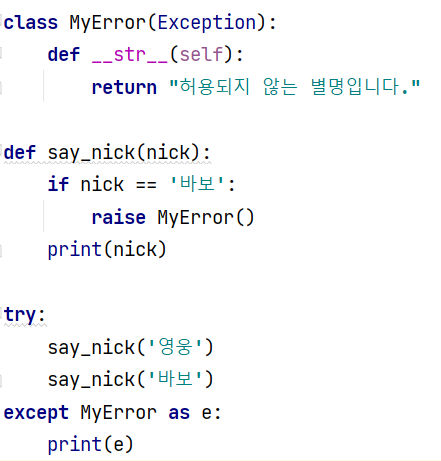 class MyError(Exception):
    def __str__(self):
        return "허용되지 않는 별명입니다."

def say_nick(nick):
    if nick == '바보':
        raise MyError()
    print(nick)

try:
    say_nick('영웅')
    say_nick('바보')
except MyError as e:
    print(e)